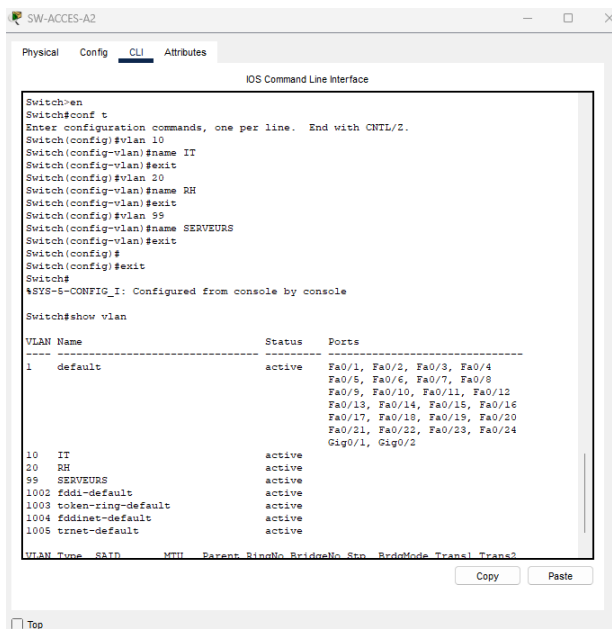 SW-ACCES-A2
Physical Config CLI Attributes
IOS Command Line Interface
Switch>en
Switch#conf t
Enter configuration commands, one per line.  End with CNTL/Z.
Switch(config)#vlan 10
Switch(config-vlan)#name IT
Switch(config-vlan)#exit
Switch(config)#vlan 20
Switch(config-vlan)#name RH
Switch(config-vlan)#exit
Switch(config)#vlan 99
Switch(config-vlan)#name SERVEURS
Switch(config-vlan)#exit
Switch(config)#
Switch(config)#exit
Switch#
%SYS-5-CONFIG_I: Configured from console by console
Switch#show vlan
VLAN Name                             Status    Ports
---- -------------------------------- --------- -------------------------------
1    default                          active    Fa0/1, Fa0/2, Fa0/3, Fa0/4
                                                Fa0/5, Fa0/6, Fa0/7, Fa0/8
                                                Fa0/9, Fa0/10, Fa0/11, Fa0/12
                                                Fa0/13, Fa0/14, Fa0/15, Fa0/16
                                                Fa0/17, Fa0/18, Fa0/19, Fa0/20
                                                Fa0/21, Fa0/22, Fa0/23, Fa0/24
                                                Gig0/1, Gig0/2
10   IT                               active
20   RH                               active
99   SERVEURS                         active
1002 fddi-default                     active
1003 token-ring-default               active
1004 fddinet-default                  active
1005 trnet-default                    active
VLAN Type  SAID       MTU   Parent RingNo BridgeNo Stp  BrdgMode Trans1 Trans2
Copy Paste
Top